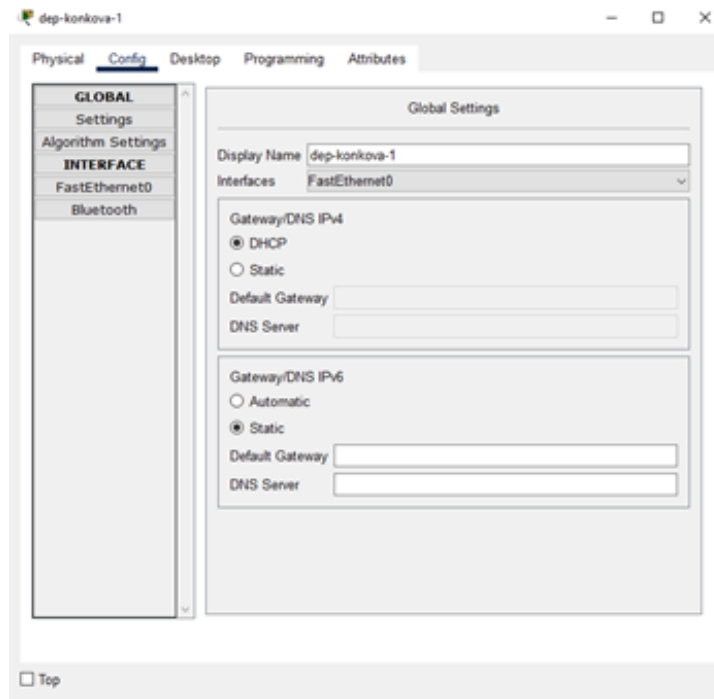 dep-konkova-1
Physical Config Desktop Programming Attributes
GLOBAL
Settings
Algorithm Settings
INTERFACE
FastEthernet0
Bluetooth
Global Settings
Display Name dep-konkova-1
Interfaces FastEthernet0
Gateway/DNS IPv4
DHCP
Static
Default Gateway
DNS Server
Gateway/DNS IPv6
Automatic
Static
Default Gateway
DNS Server
Top